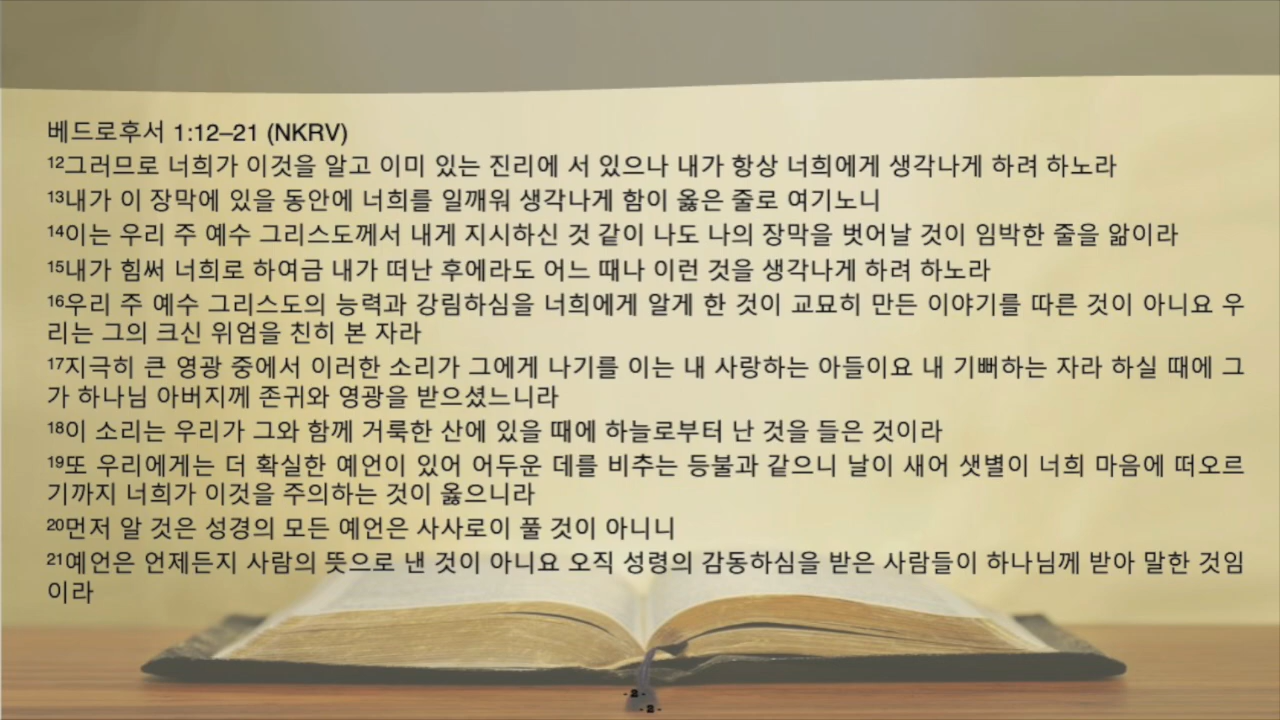 베드로후서 1:12–21 (NKRV)
¹²그러므로 너희가 이것을 알고 이미 있는 진리에 서 있으나 내가 항상 너희에게 생각나게 하려 하노라
¹³내가 이 장막에 있을 동안에 너희를 일깨워 생각나게 함이 옳은 줄로 여기노니
¹⁴이는 우리 주 예수 그리스도께서 내게 지시하신 것 같이 나도 나의 장막을 벗어날 것이 임박한 줄을 앎이라
¹⁵내가 힘써 너희로 하여금 내가 떠난 후에라도 어느 때나 이런 것을 생각나게 하려 하노라
¹⁶우리 주 예수 그리스도의 능력과 강림하심을 너희에게 알게 한 것이 교묘히 만든 이야기를 따른 것이 아니요 우
리는 그의 크신 위엄을 친히 본 자라
¹⁷지극히 큰 영광 중에서 이러한 소리가 그에게 나기를 이는 내 사랑하는 아들이요 내 기뻐하는 자라 하실 때에 그
가 하나님 아버지께 존귀와 영광을 받으셨느니라
¹⁸이 소리는 우리가 그와 함께 거룩한 산에 있을 때에 하늘로부터 난 것을 들은 것이라
¹⁹또 우리에게는 더 확실한 예언이 있어 어두운 데를 비추는 등불과 같으니 날이 새어 샛별이 너희 마음에 떠오르
기까지 너희가 이것을 주의하는 것이 옳으니라
²⁰먼저 알 것은 성경의 모든 예언은 사사로이 풀 것이 아니니
²¹예언은 언제든지 사람의 뜻으로 낸 것이 아니요 오직 성령의 감동하심을 받은 사람들이 하나님께 받아 말한 것임
이라
- 2 -
- 2 -